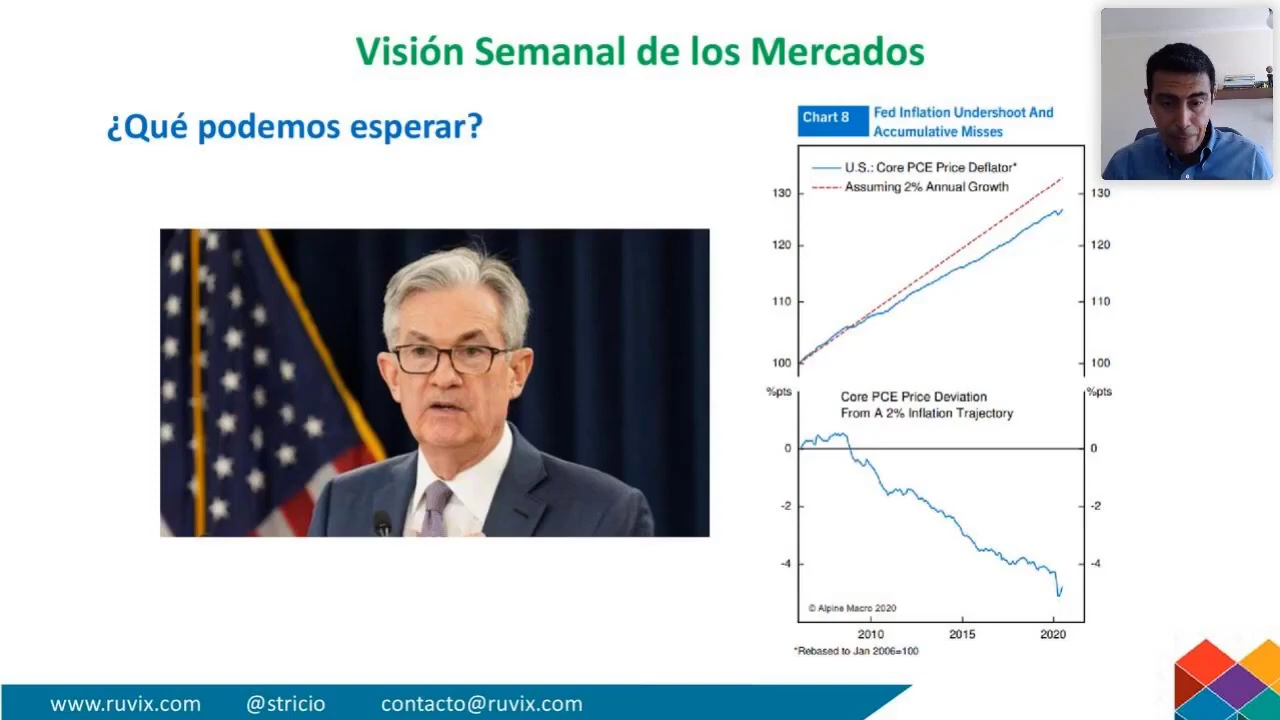 Visión Semanal de los Mercados
¿Qué podemos esperar?
Chart 8
Fed Inflation Undershoot And
Accumulative Misses
U.S.: Core PCE Price Deflator*
Assuming 2% Annual Growth
130 130
120 120
110 110
100 100
%pts %pts
Core PCE Price Deviation
From A 2% Inflation Trajectory
0 0
-2 -2
-4 -4
© Alpine Macro 2020
2010 2015 2020
*Rebased to Jan 2006=100
www.ruvix.com @stricio contacto@ruvix.com